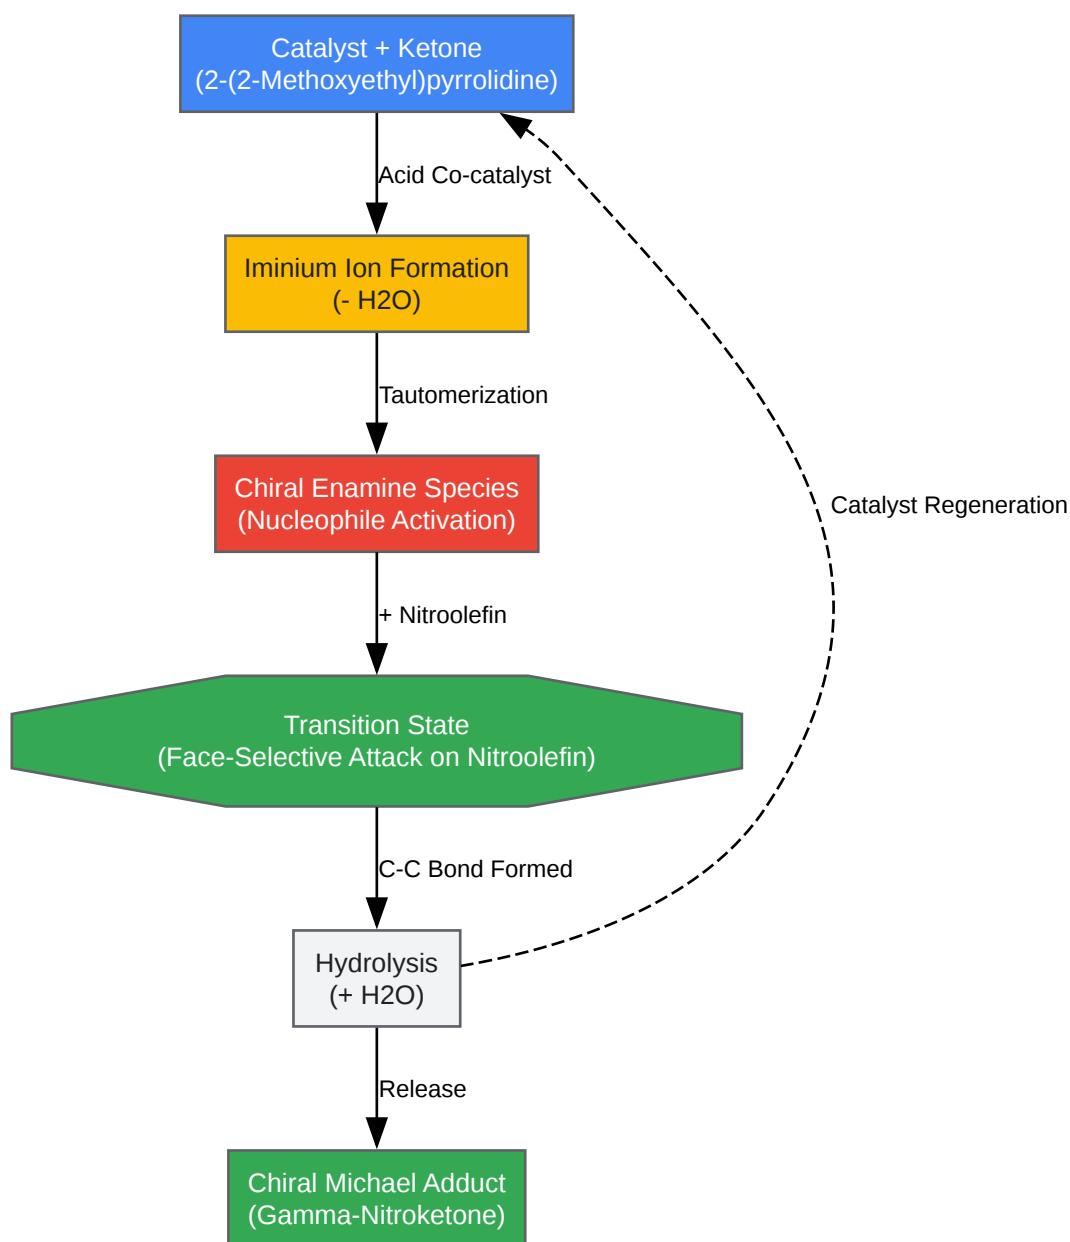 Catalyst + Ketone
(2-(2-Methoxyethyl)pyrrolidine)
Acid Co-catalyst
Iminium Ion Formation
(- H2O)
Tautomerization
Chiral Enamine Species
(Nucleophile Activation)
Catalyst Regeneration
+ Nitroolefin
Transition State
(Face-Selective Attack on Nitroolefin)
C-C Bond Formed
Hydrolysis
(+ H2O)
Release
Chiral Michael Adduct
(Gamma-Nitroketone)